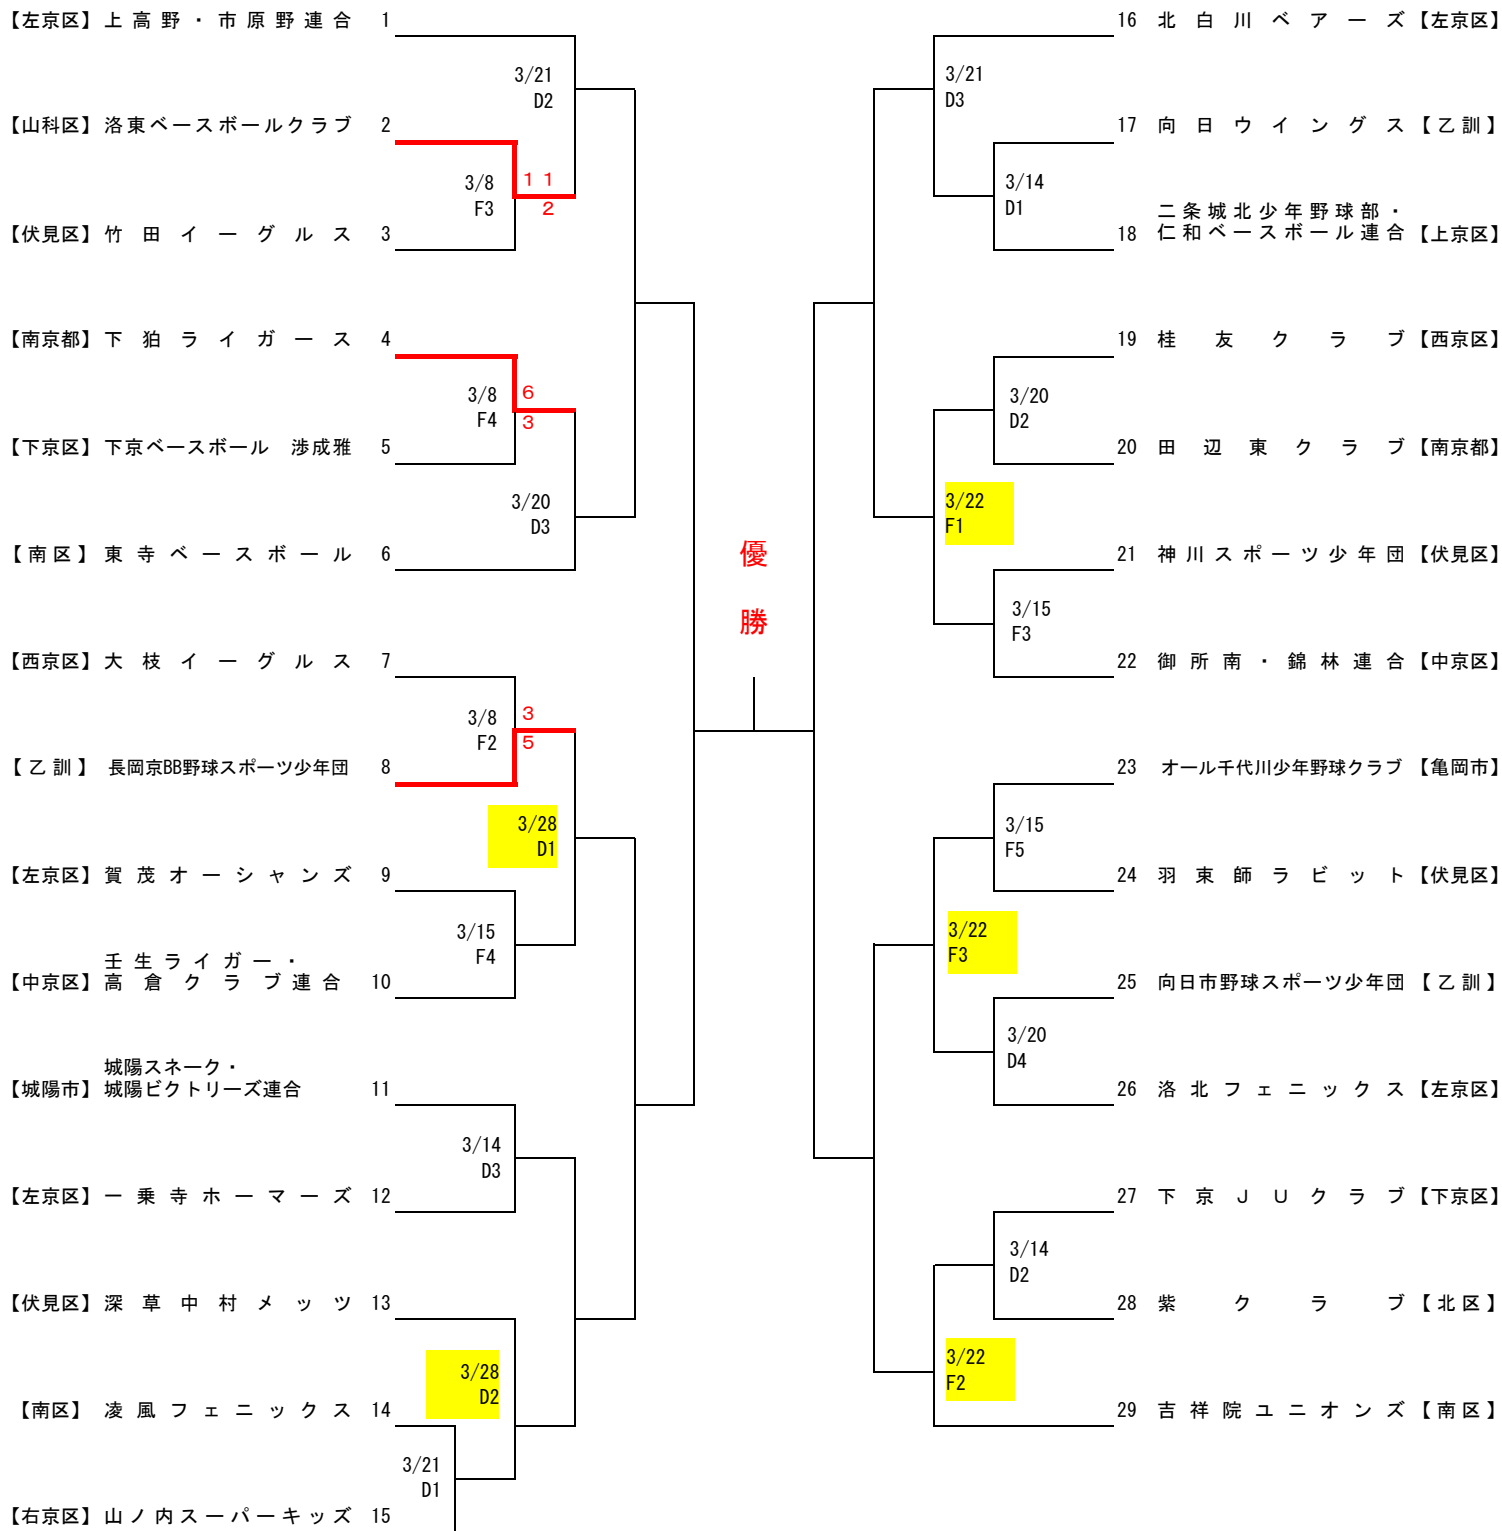 【左京区】上高野・市原野連合 1
3/21
D2
【山科区】洛東ベースボールクラブ 2
3/8
F3
11
2
【伏見区】竹田イーグルス 3
【南京都】下狛ライガース 4
3/8
F4
6
3
【下京区】下京ベースボール 渉成雅 5
3/20
D3
【南区】東寺ベースボール 6
【西京区】大枝イーグルス 7
3/8
F2
3
5
【乙訓】長岡京BB野球スポーツ少年団 8
3/28
D1
【左京区】賀茂オーシャンズ 9
3/15
F4
壬生ライガー・
【中京区】高倉クラブ連合 10
城陽スネーク・
【城陽市】城陽ビクトリーズ連合 11
3/14
D3
【左京区】一乗寺ホーマーズ 12
【伏見区】深草中村メッツ 13
3/28
D2
【南区】凌風フェニックス 14
3/21
D1
【右京区】山ノ内スーパーキッズ 15
優
勝
16 北白川ベアーズ【左京区】
3/21
D3
17 向日ウイングス【乙訓】
3/14
D1
二条城北少年野球部・
18 仁和ベースボール連合【上京区】
19 桂友クラブ【西京区】
3/20
D2
20 田辺東クラブ【南京都】
3/22
F1
21 神川スポーツ少年団【伏見区】
3/15
F3
22 御所南・錦林連合【中京区】
23 オール千代川少年野球クラブ【亀岡市】
3/15
F5
24 羽束師ラビット【伏見区】
3/22
F3
25 向日市野球スポーツ少年団【乙訓】
3/20
D4
26 洛北フェニックス【左京区】
27 下京JUクラブ【下京区】
3/14
D2
28 紫クラブ【北区】
3/22
F2
29 吉祥院ユニオンズ【南区】